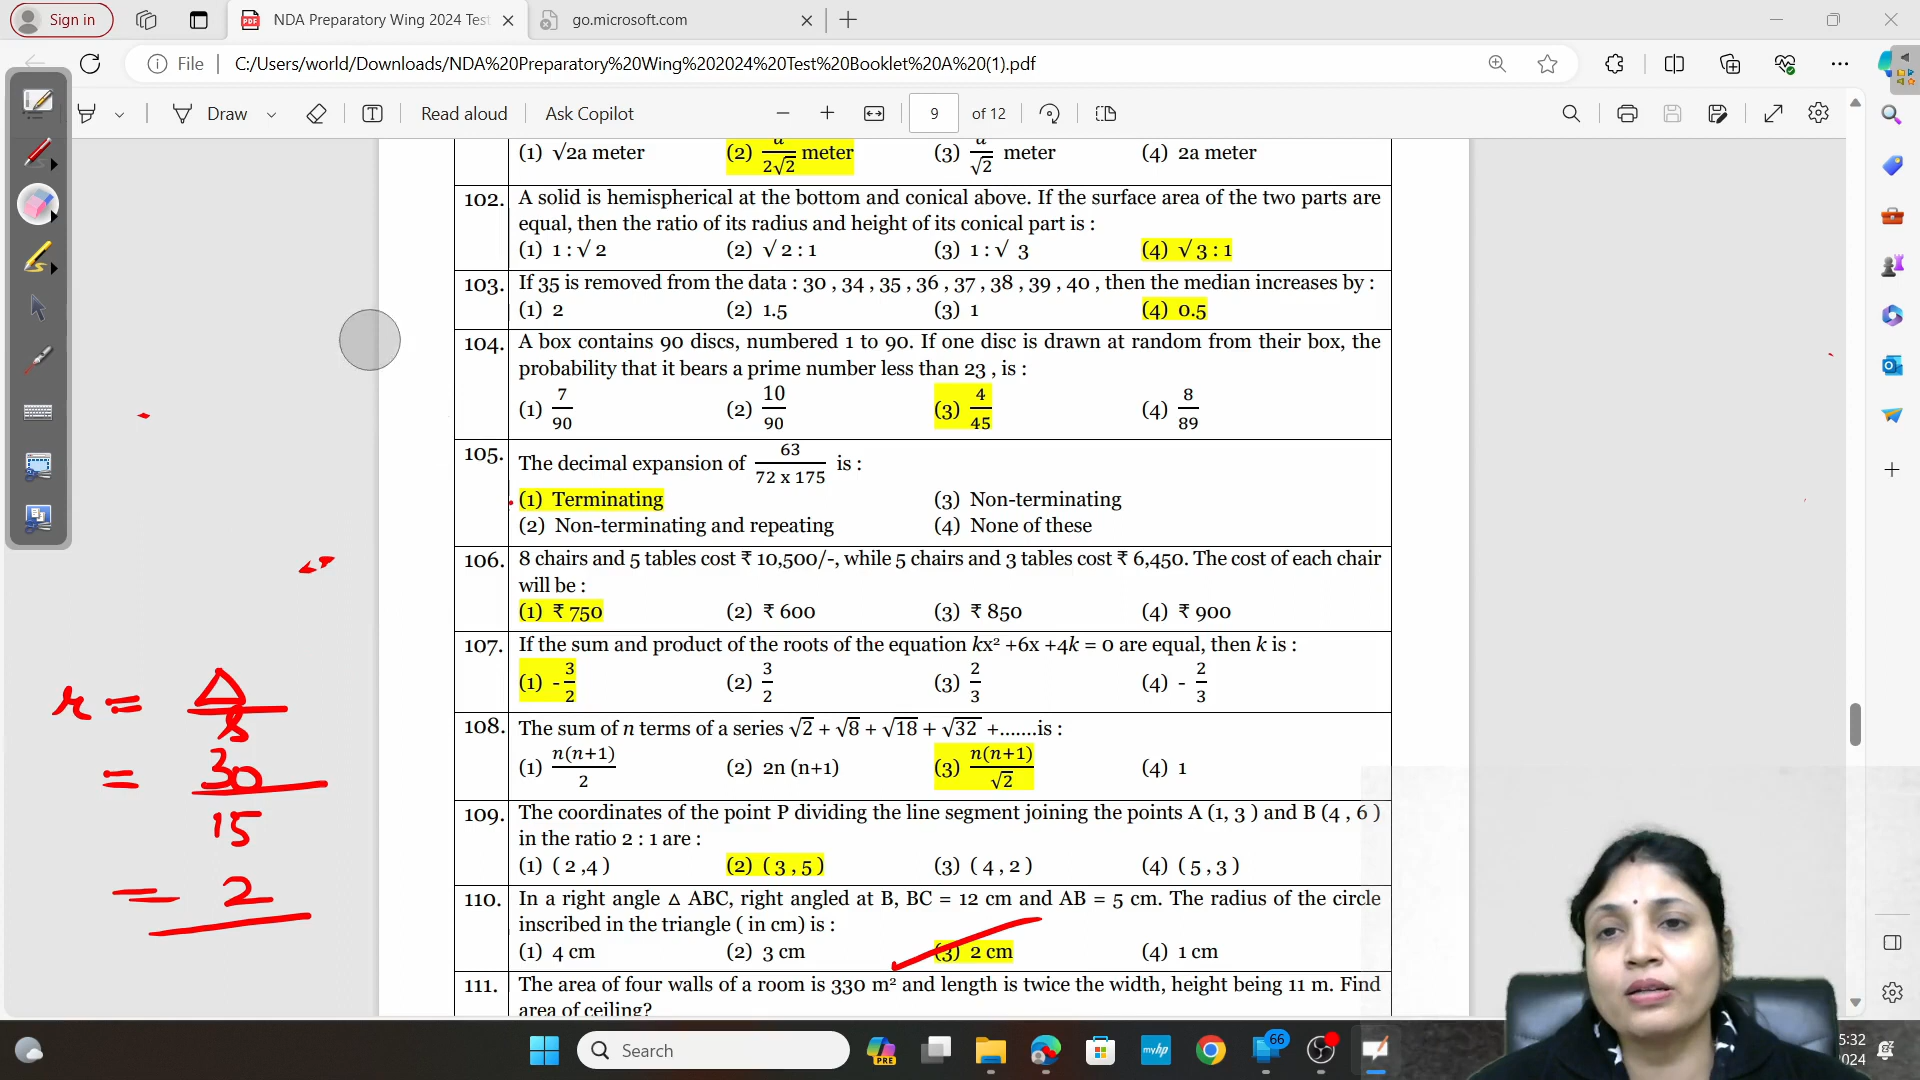 Sign in
NDA Preparatory Wing 2024 Test
go.microsoft.com
File
C:/Users/world/Downloads/NDA%20Preparatory%20Wing%202024%20Test%20Booklet%20A%20(1).pdf
Draw
Read aloud
Ask Copilot
9 of 12
(1) √2a meter (2) a/2√2 meter (3) a/√2 meter (4) 2a meter
102. A solid is hemispherical at the bottom and conical above. If the surface area of the two parts are
equal, then the ratio of its radius and height of its conical part is :
(1) 1 : √ 2 (2) √ 2 : 1 (3) 1 : √ 3 (4) √ 3 : 1
103. If 35 is removed from the data : 30 , 34 , 35 , 36 , 37 , 38 , 39 , 40 , then the median increases by :
(1) 2 (2) 1.5 (3) 1 (4) 0.5
104. A box contains 90 discs, numbered 1 to 90. If one disc is drawn at random from their box, the
probability that it bears a prime number less than 23 , is :
(1) 7/90 (2) 10/90 (3) 4/45 (4) 8/89
105. The decimal expansion of 63/72 x 175 is :
(1) Terminating (3) Non-terminating
(2) Non-terminating and repeating (4) None of these
106. 8 chairs and 5 tables cost ₹ 10,500/-, while 5 chairs and 3 tables cost ₹ 6,450. The cost of each chair
will be :
(1) ₹ 750 (2) ₹ 600 (3) ₹ 850 (4) ₹ 900
107. If the sum and product of the roots of the equation kx² +6x +4k = 0 are equal, then k is :
(1) - 3/2 (2) 3/2 (3) 2/3 (4) - 2/3
108. The sum of n terms of a series √2 + √8 + √18 + √32 +.......is :
(1) n(n+1)/2 (2) 2n (n+1) (3) n(n+1)/√2 (4) 1
109. The coordinates of the point P dividing the line segment joining the points A (1, 3 ) and B (4 , 6 )
in the ratio 2 : 1 are :
(1) ( 2 ,4 ) (2) ( 3 , 5 ) (3) ( 4 , 2 ) (4) ( 5 , 3 )
110. In a right angle △ ABC, right angled at B, BC = 12 cm and AB = 5 cm. The radius of the circle
inscribed in the triangle ( in cm) is :
(1) 4 cm (2) 3 cm (3) 2 cm (4) 1 cm
111. The area of four walls of a room is 330 m² and length is twice the width, height being 11 m. Find
area of ceiling?
r = △/s
= 30/15
= 2
Search
PRE
myhp
66
5:32
024